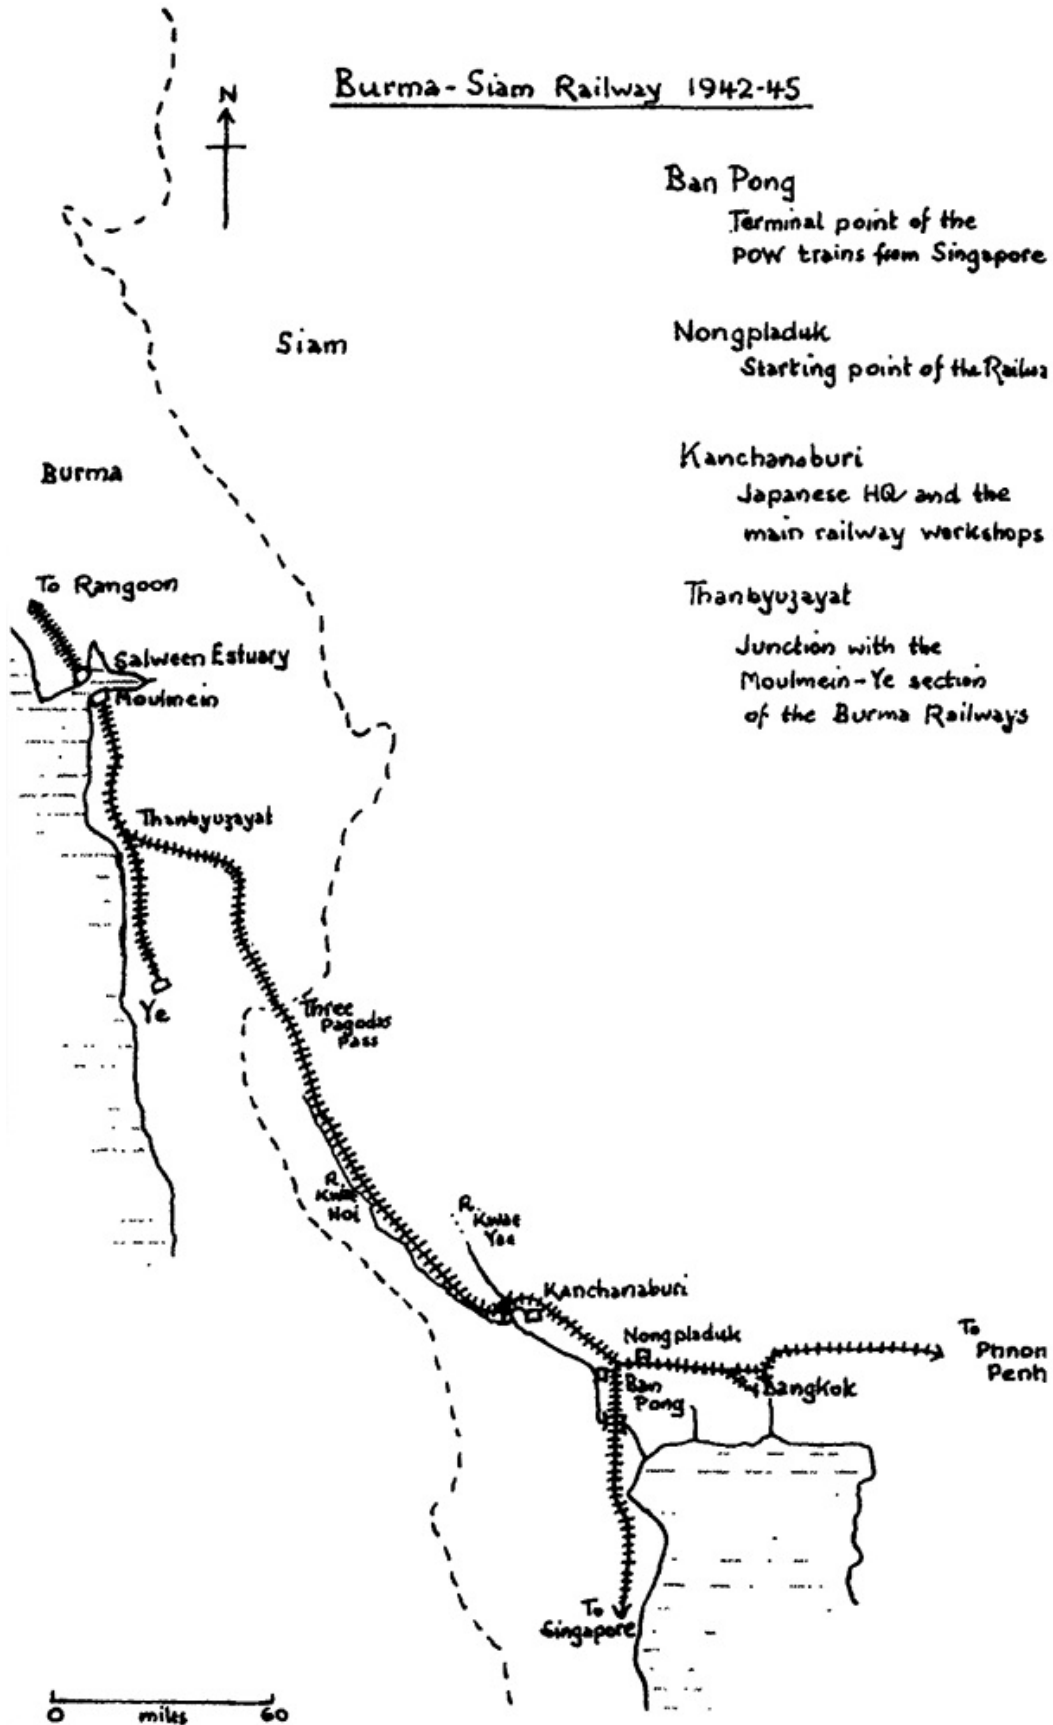 Burma-Siam Railway 1942-45
N
Ban Pong
Terminal point of the
POW trains from Singapore
Nongpladuk
Starting point of the Railwa
Kanchanaburi
Japanese HQ and the
main railway workshops
Thanbyuzayat
Junction with the
Moulmein-Ye section
of the Burma Railways
Siam
Burma
To Rangoon
Salween Estuary
Moulmein
Thanbyuzayat
Ye
Three
Pagodas
Pass
R.
Kwae
Noi
R.
Kwae
Yae
Kanchanaburi
Nongpladuk
To
Phnom
Penh
Ban
Pong
Bangkok
To
Singapore
0 miles 60